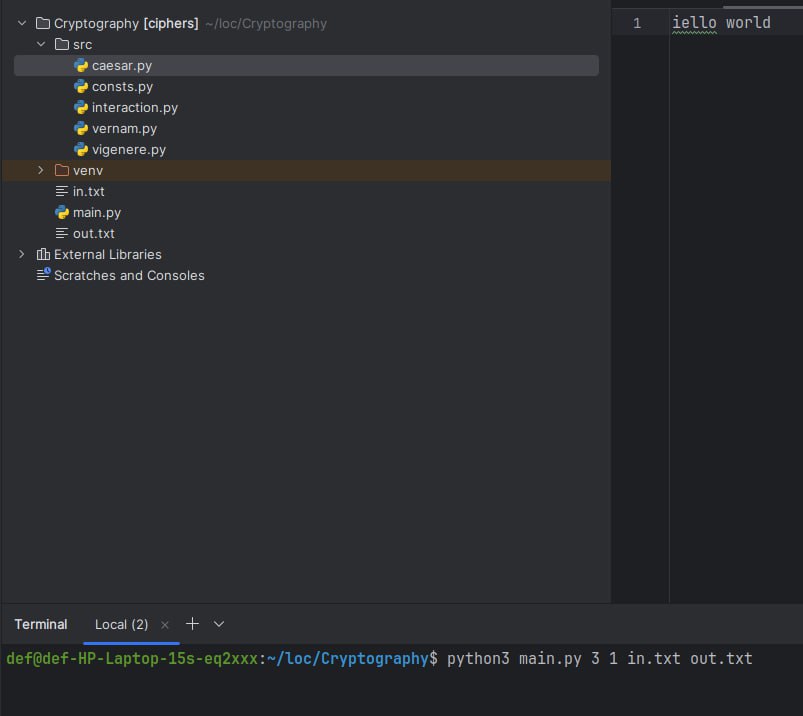 Cryptography [ciphers] ~/loc/Cryptography
src
caesar.py
consts.py
interaction.py
vernam.py
vigenere.py
venv
in.txt
main.py
out.txt
External Libraries
Scratches and Consoles
1 iello world
Terminal Local (2) × + 
def@def-HP-Laptop-15s-eq2xxx:~/loc/Cryptography$ python3 main.py 3 1 in.txt out.txt